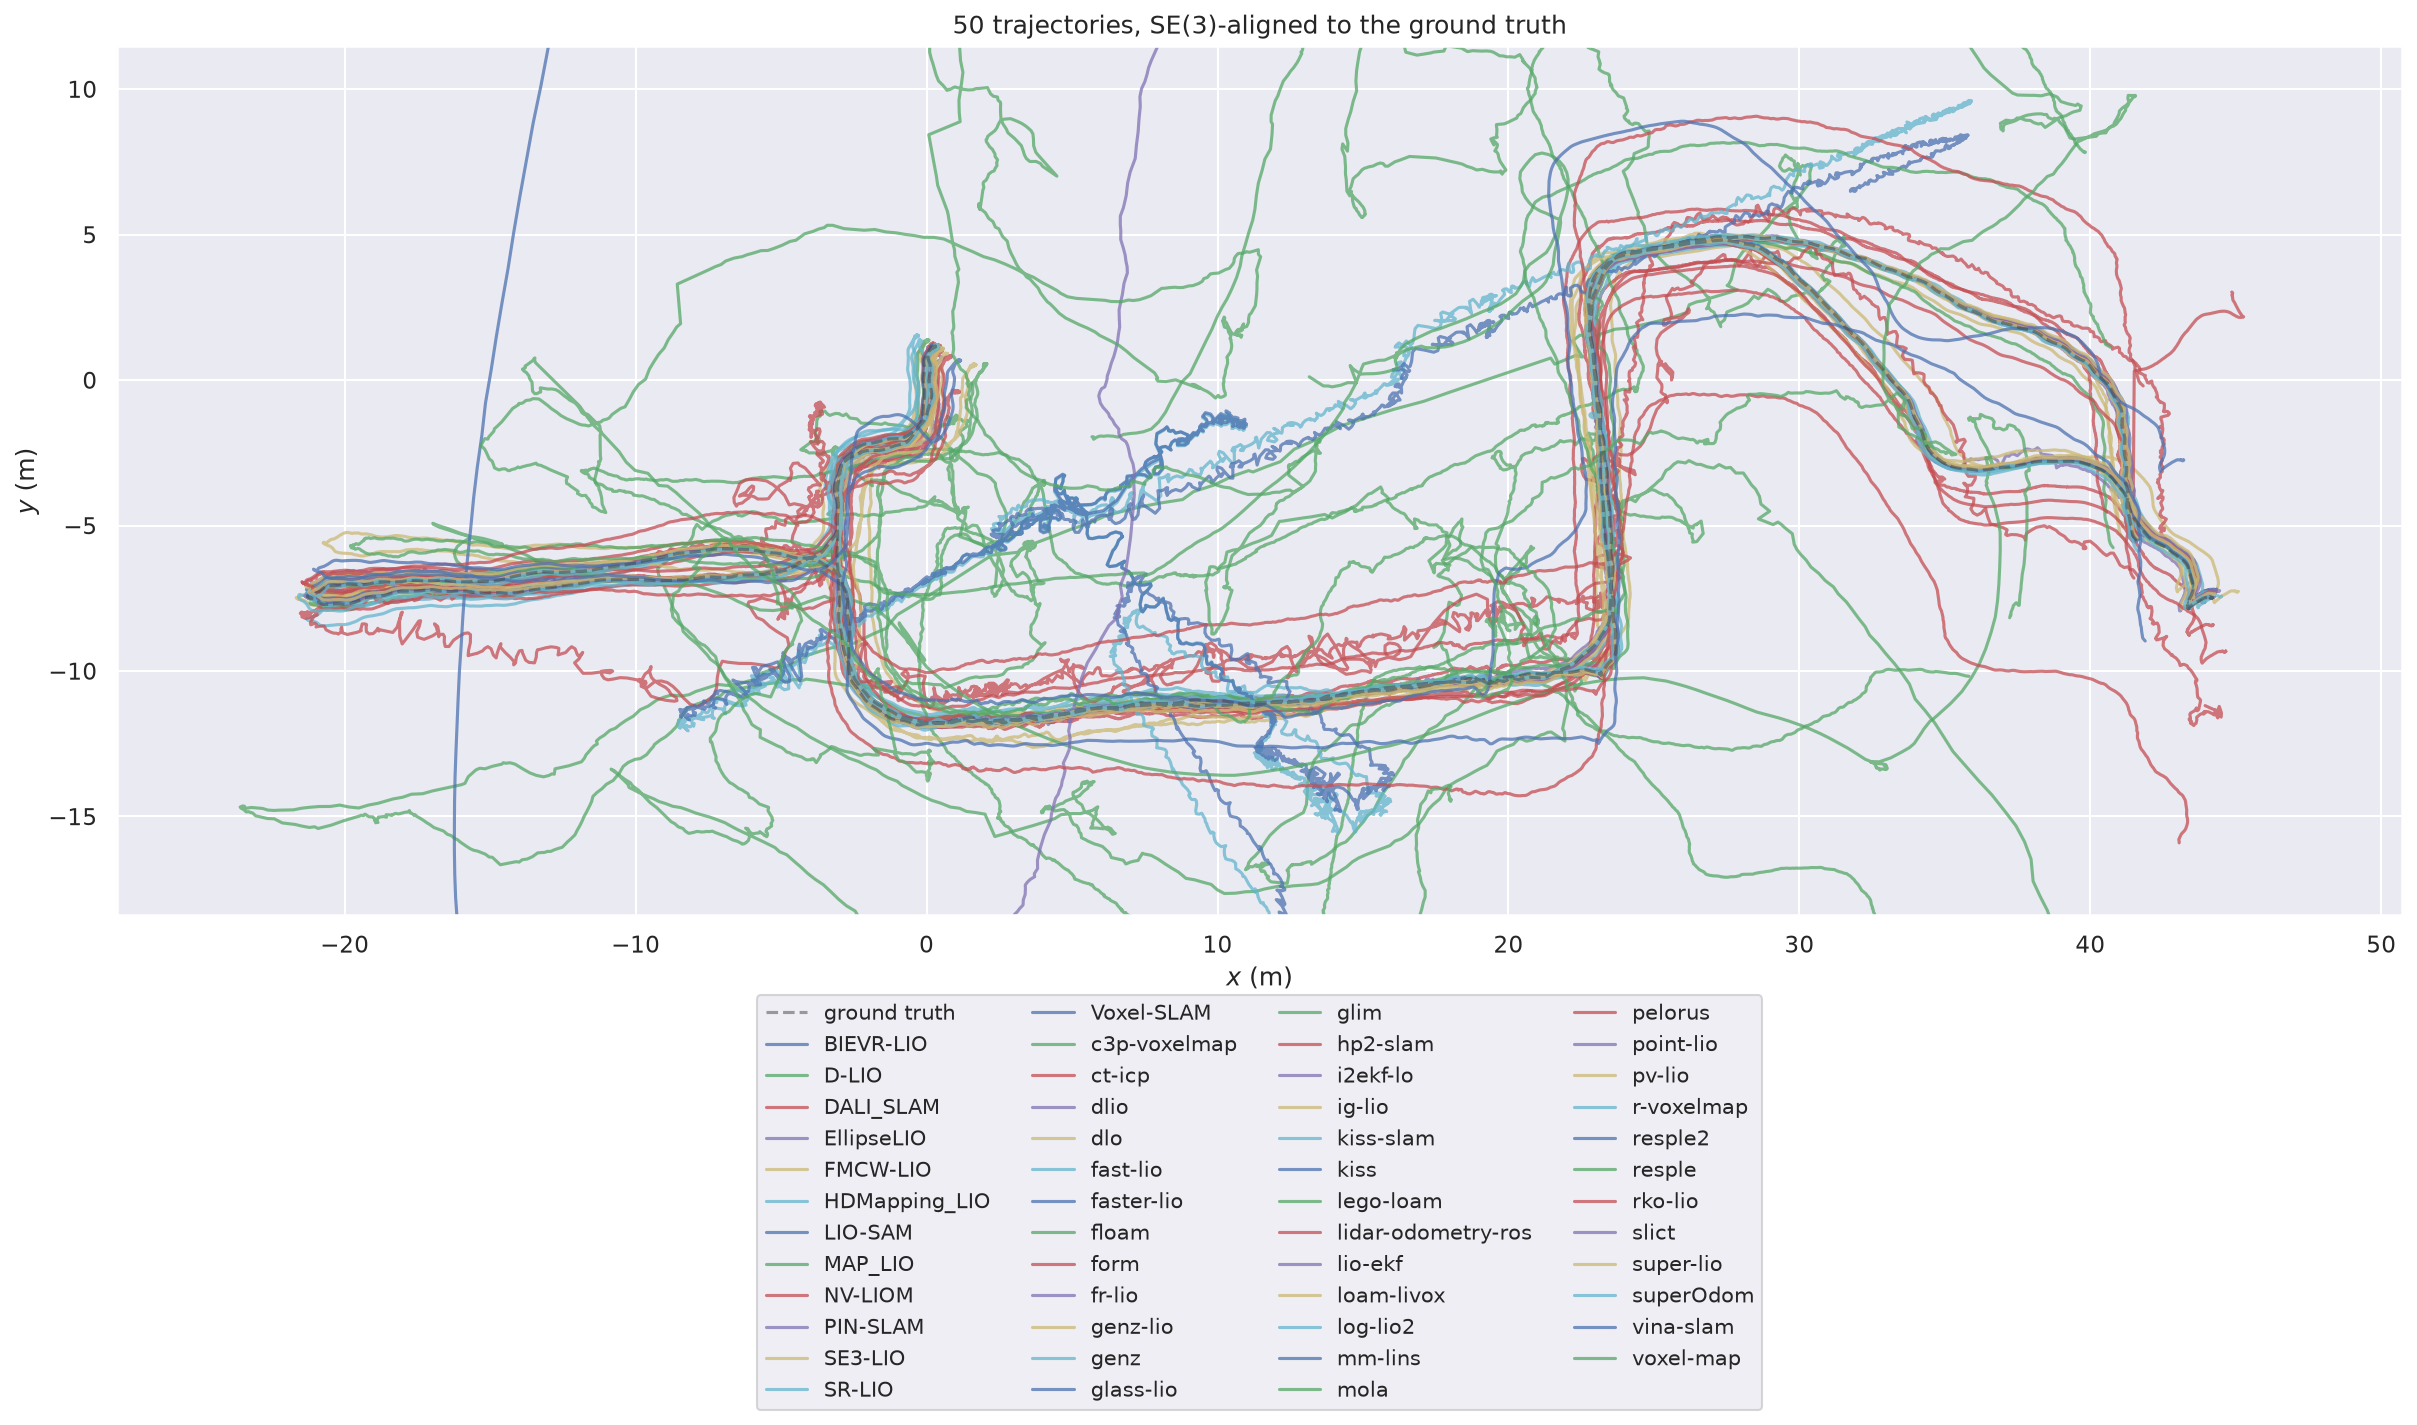 50 trajectories, SE(3)-aligned to the ground truth
10
5
0
−5
−10
−15
y (m)
−20
−10
0
10
20
30
40
50
x (m)
ground truth
BIEVR-LIO
D-LIO
DALI_SLAM
EllipseLIO
FMCW-LIO
HDMapping_LIO
LIO-SAM
MAP_LIO
NV-LIOM
PIN-SLAM
SE3-LIO
SR-LIO
Voxel-SLAM
c3p-voxelmap
ct-icp
dlio
dlo
fast-lio
faster-lio
floam
form
fr-lio
genz-lio
genz
glass-lio
glim
hp2-slam
i2ekf-lo
ig-lio
kiss-slam
kiss
lego-loam
lidar-odometry-ros
lio-ekf
loam-livox
log-lio2
mm-lins
mola
pelorus
point-lio
pv-lio
r-voxelmap
resple2
resple
rko-lio
slict
super-lio
superOdom
vina-slam
voxel-map